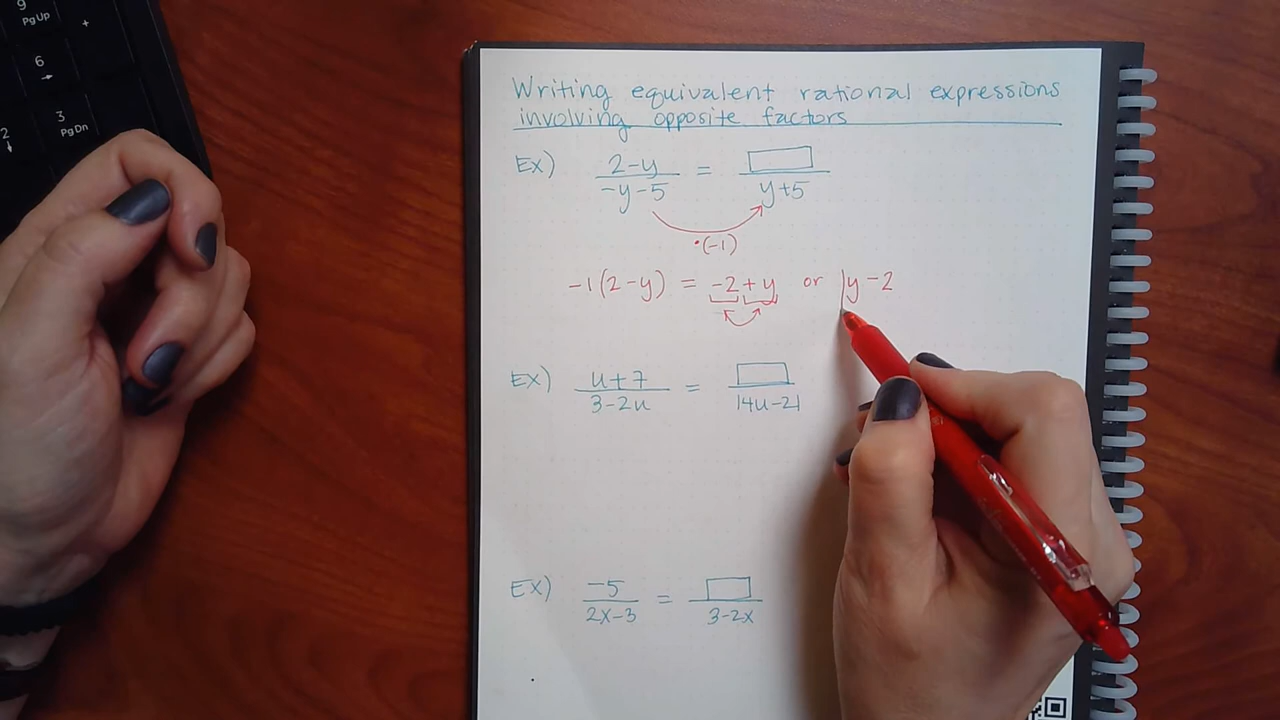 9
PgUp
+
6
→
3
PgDn
2
↓
Writing equivalent rational expressions
involving opposite factors
Ex) 2-y / -y-5 = □ / y+5
•(-1)
-1(2-y) = -2+y or y-2
Ex) u+7 / 3-2u = □ / 14u-21
Ex) -5 / 2x-3 = □ / 3-2x